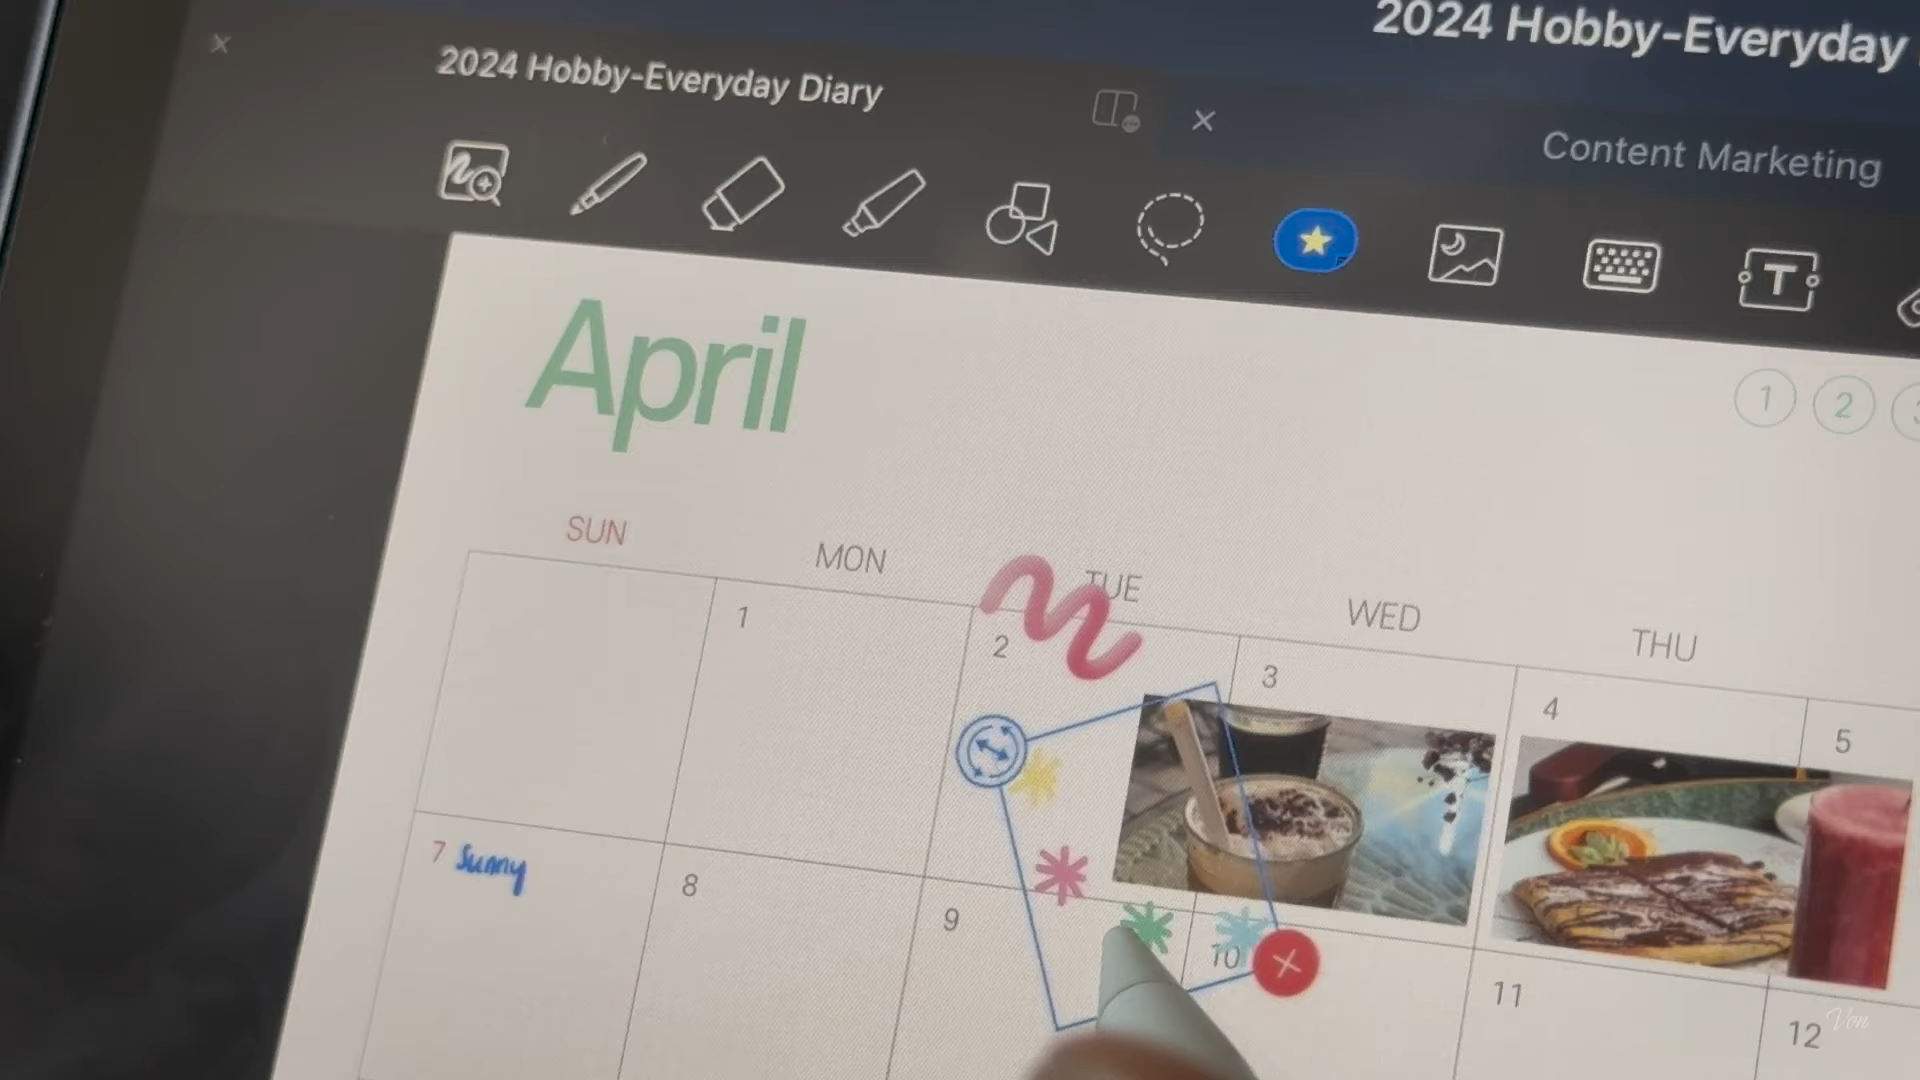 2024 Hobby-Everyday
2024 Hobby-Everyday Diary
Content Marketing
T
April
1 2
SUN MON TUE WED THU
1 2 3 4 5
7 Sunny 8 9 10 11 12
Von